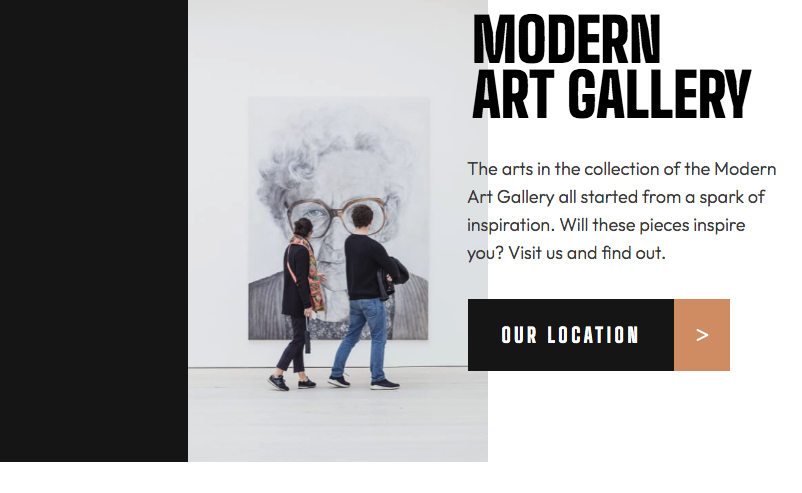 MODERN
ART GALLERY
The arts in the collection of the Modern
Art Gallery all started from a spark of
inspiration. Will these pieces inspire
you? Visit us and find out.
OUR LOCATION >